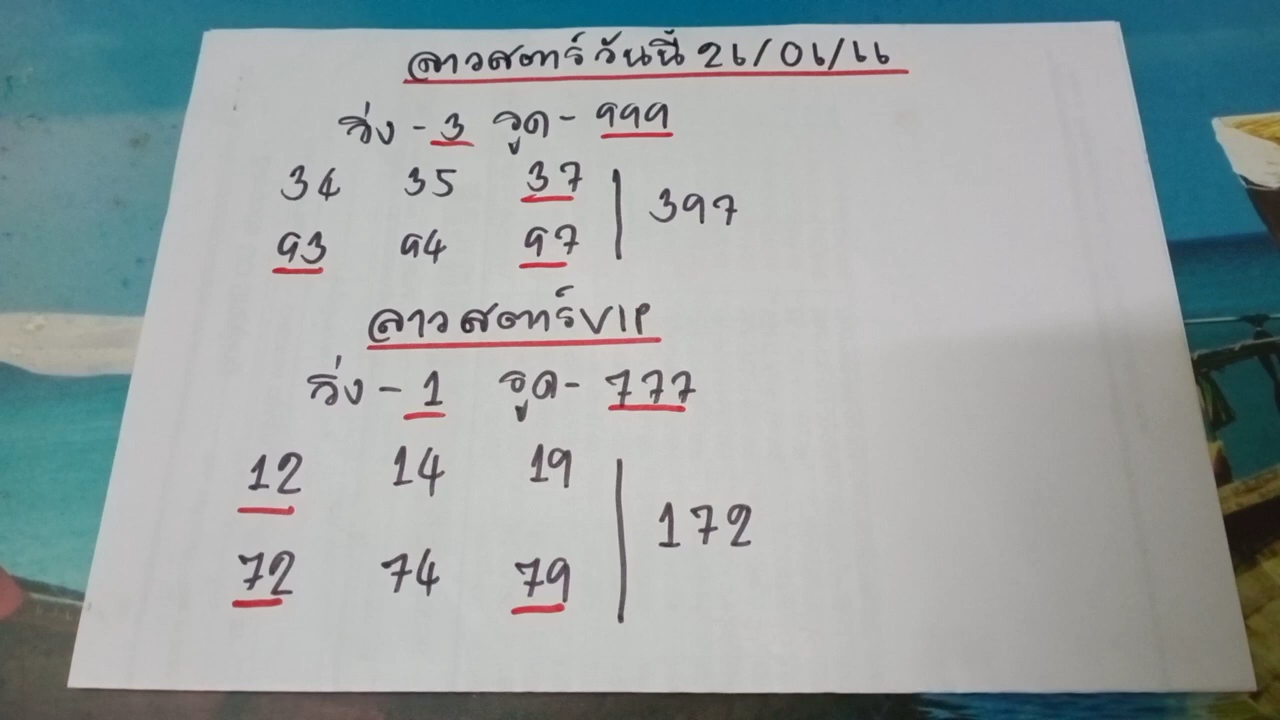 ลาวสตาร์วันนี้ 26/06/66
วิ่ง - 3 รูด - 999
34 35 37
93 94 97
397
ลาวสตาร์VIP
วิ่ง - 1 รูด - 777
12 14 19
72 74 79
172